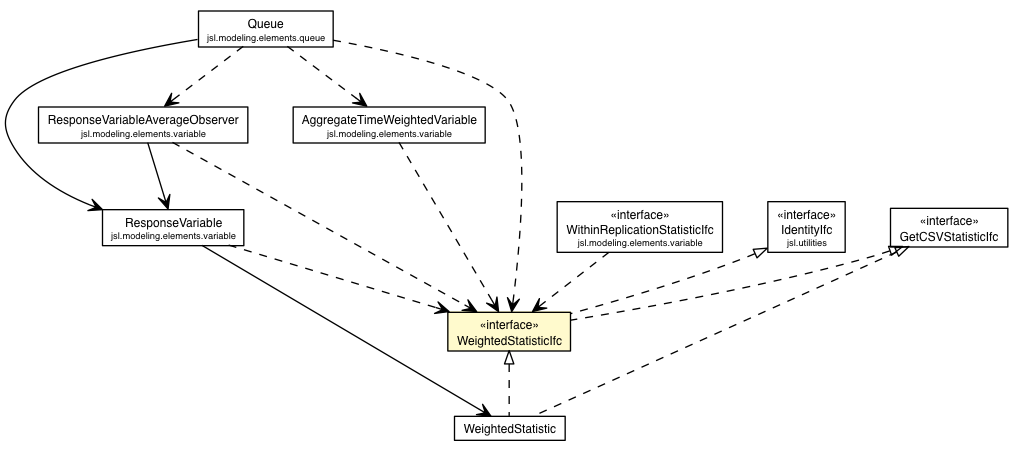 Queue
jsl.modeling.elements.queue
ResponseVariableAverageObserver
jsl.modeling.elements.variable
AggregateTimeWeightedVariable
jsl.modeling.elements.variable
ResponseVariable
jsl.modeling.elements.variable
«interface»
WithinReplicationStatisticIfc
jsl.modeling.elements.variable
«interface»
IdentityIfc
jsl.utilities
«interface»
GetCSVStatisticIfc
«interface»
WeightedStatisticIfc
WeightedStatistic